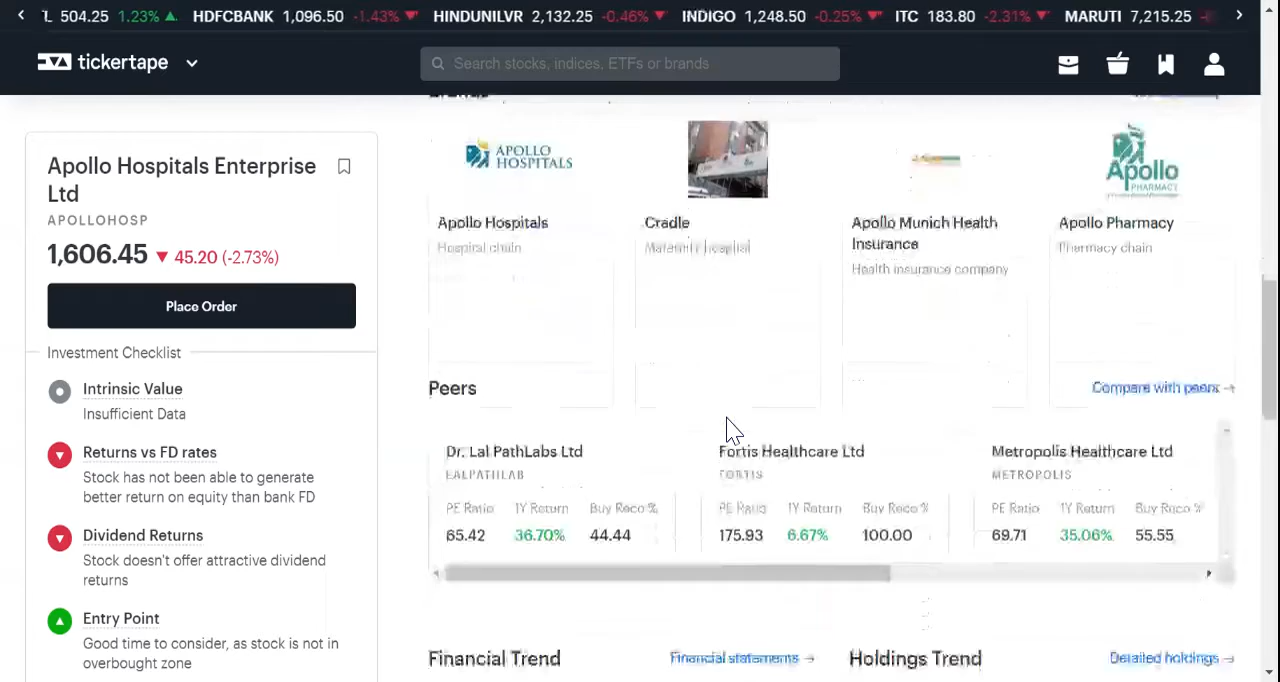 L 504.25 1.23% ▲ HDFCBANK 1,096.50 -1.43% ▼ HINDUNILVR 2,132.25 -0.46% ▼ INDIGO 1,248.50 -0.25% ▼ ITC 183.80 -2.31% ▼ MARUTI 7,215.25
tickertape
Search stocks, indices, ETFs or brands
Apollo Hospitals Enterprise
Ltd
APOLLOHOSP
1,606.45 ▼ 45.20 (-2.73%)
Place Order
Investment Checklist
Intrinsic Value
Insufficient Data
Returns vs FD rates
Stock has not been able to generate
better return on equity than bank FD
Dividend Returns
Stock doesn't offer attractive dividend
returns
Entry Point
Good time to consider, as stock is not in
overbought zone
APOLLO
HOSPITALS
Apollo
PHARMACY
Apollo Hospitals
Hospital chain
Cradle
Maternity hospital
Apollo Munich Health
Insurance
Health insurance company
Apollo Pharmacy
Pharmacy chain
Peers
Compare with peers →
Dr. Lal PathLabs Ltd
LALPATHLAB
PE Ratio 1Y Return Buy Reco %
65.42 36.70% 44.44
Fortis Healthcare Ltd
FORTIS
PE Ratio 1Y Return Buy Reco %
175.93 6.67% 100.00
Metropolis Healthcare Ltd
METROPOLIS
PE Ratio 1Y Return Buy Reco %
69.71 35.06% 55.55
Financial Trend
Financial statements →
Holdings Trend
Detailed holdings →